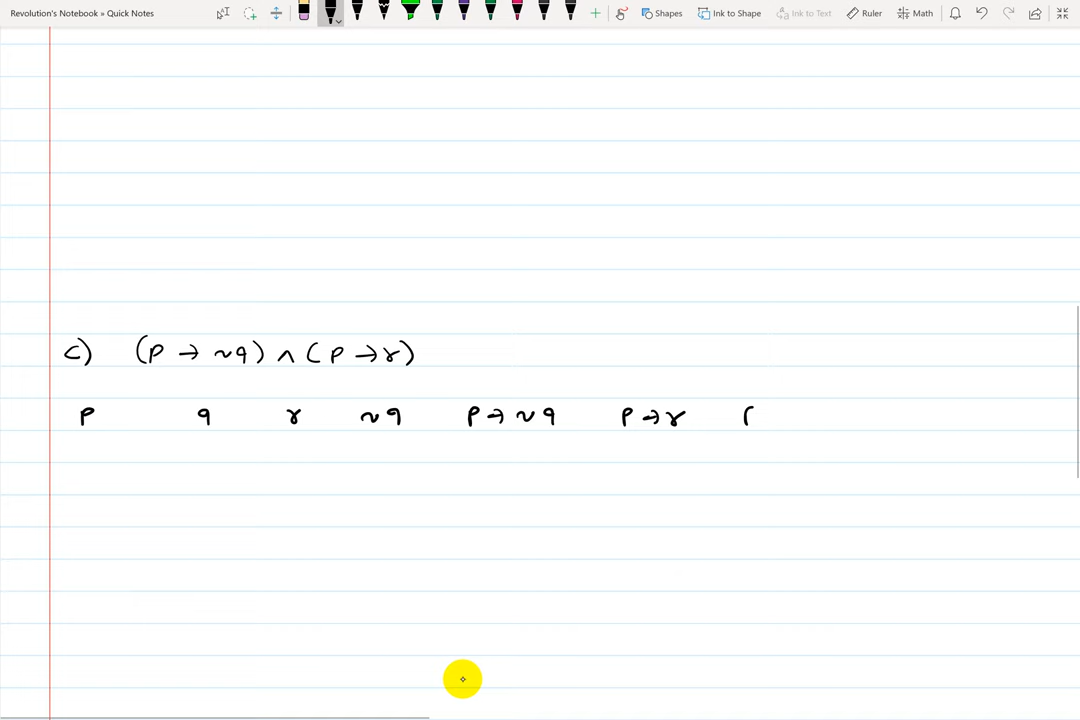 Revolution's Notebook » Quick Notes Shapes Ink to Shape Ink to Text Ruler Math
c) (p → ~q) ∧ (p → r)
p q r ~q p → ~q p → r (